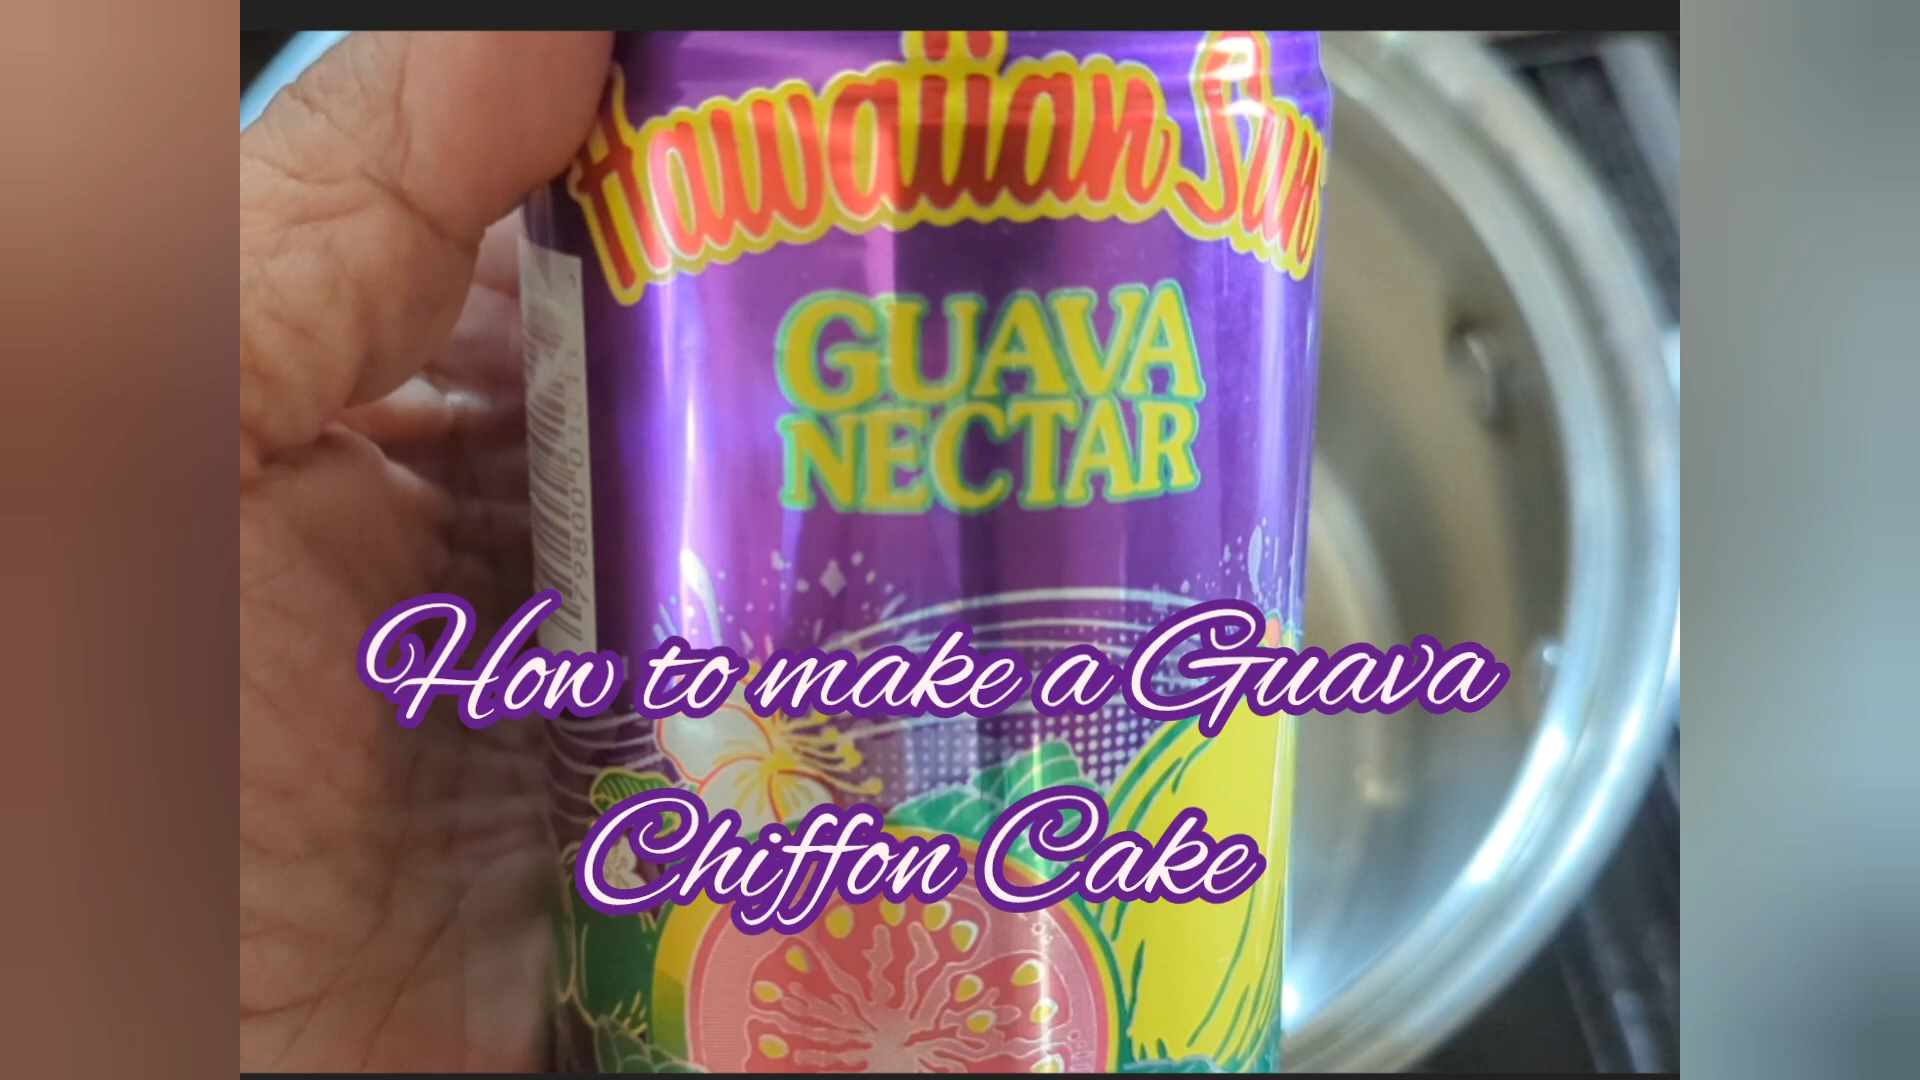 Hawaiian Sun
GUAVA
NECTAR
How to make a Guava
Chiffon Cake